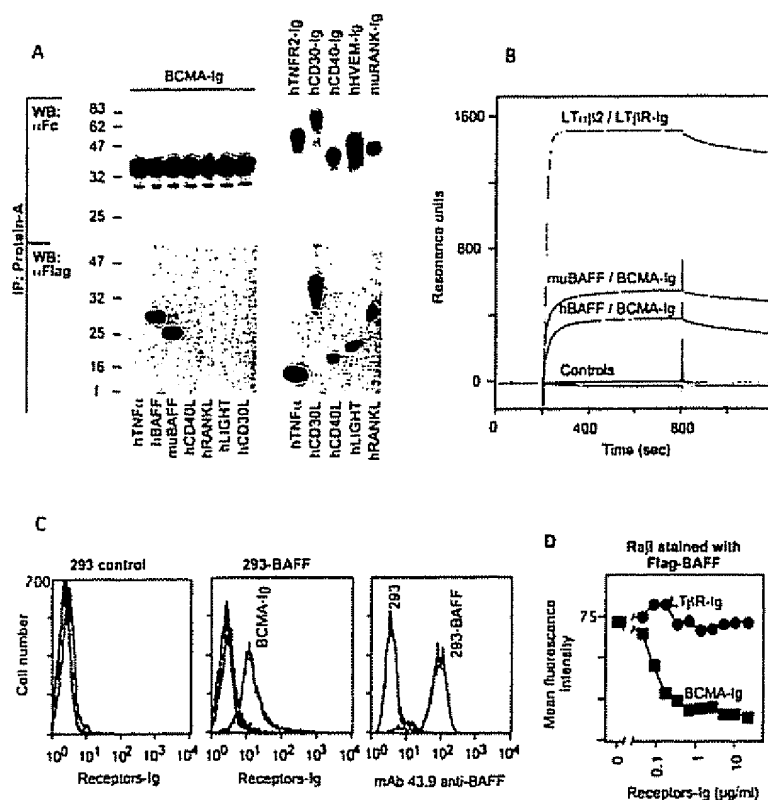 A
BCMA-Ig
hTNFR2-Ig
hCD30-Ig
hCD40-Ig
hHVEM-Ig
muRANK-Ig
IP: Protein-A
WB:
αFc
83
62
47
32
25
WB:
αFlag
47
32
25
16
hTNFα
hBAFF
muBAFF
hCD40L
hRANKL
hLIGHT
hCD30L
hTNFα
hCD30L
hCD40L
hLIGHT
hRANKL
B
1600
800
0
Resonance units
LTαβ2 / LTβR-Ig
muBAFF / BCMA-Ig
hBAFF / BCMA-Ig
Controls
0 400 800
Time (sec)
C
293 control
200
Cell number
10⁰ 10¹ 10² 10³ 10⁴
Receptors-Ig
293-BAFF
BCMA-Ig
10⁰ 10¹ 10² 10³ 10⁴
Receptors-Ig
293
293-BAFF
10⁰ 10¹ 10² 10³ 10⁴
mAb 43.9 anti-BAFF
D
Raji stained with
Flag-BAFF
Mean fluorescence
intensity
75
LTβR-Ig
BCMA-Ig
0 0.1 1 10
Receptors-Ig (µg/ml)